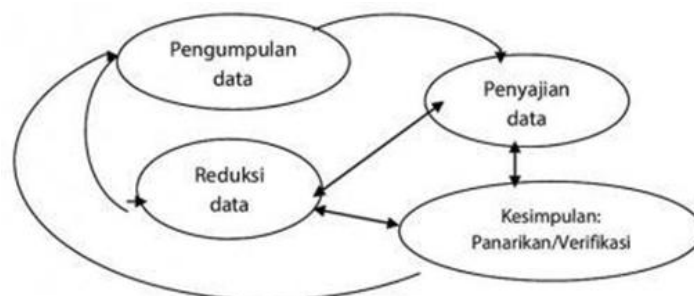 Pengumpulan
data
Penyajian
data
Reduksi
data
Kesimpulan:
Panarikan/Verifikasi